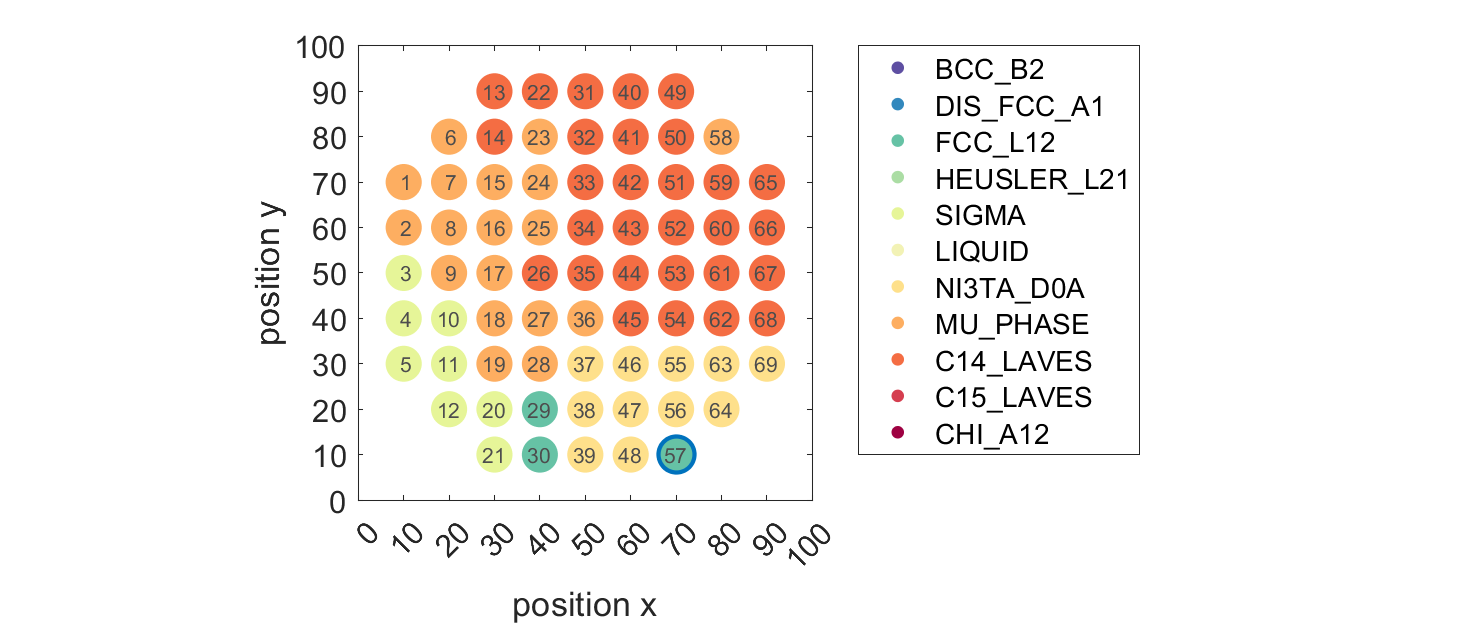 100
90
80
70
60
50
40
30
20
10
0
position y
13 22 31 40 49
6 14 23 32 41 50 58
1 7 15 24 33 42 51 59 65
2 8 16 25 34 43 52 60 66
3 9 17 26 35 44 53 61 67
4 10 18 27 36 45 54 62 68
5 11 19 28 37 46 55 63 69
12 20 29 38 47 56 64
21 30 39 48 57
0 10 20 30 40 50 60 70 80 90 100
position x
BCC_B2
DIS_FCC_A1
FCC_L12
HEUSLER_L21
SIGMA
LIQUID
NI3TA_D0A
MU_PHASE
C14_LAVES
C15_LAVES
CHI_A12